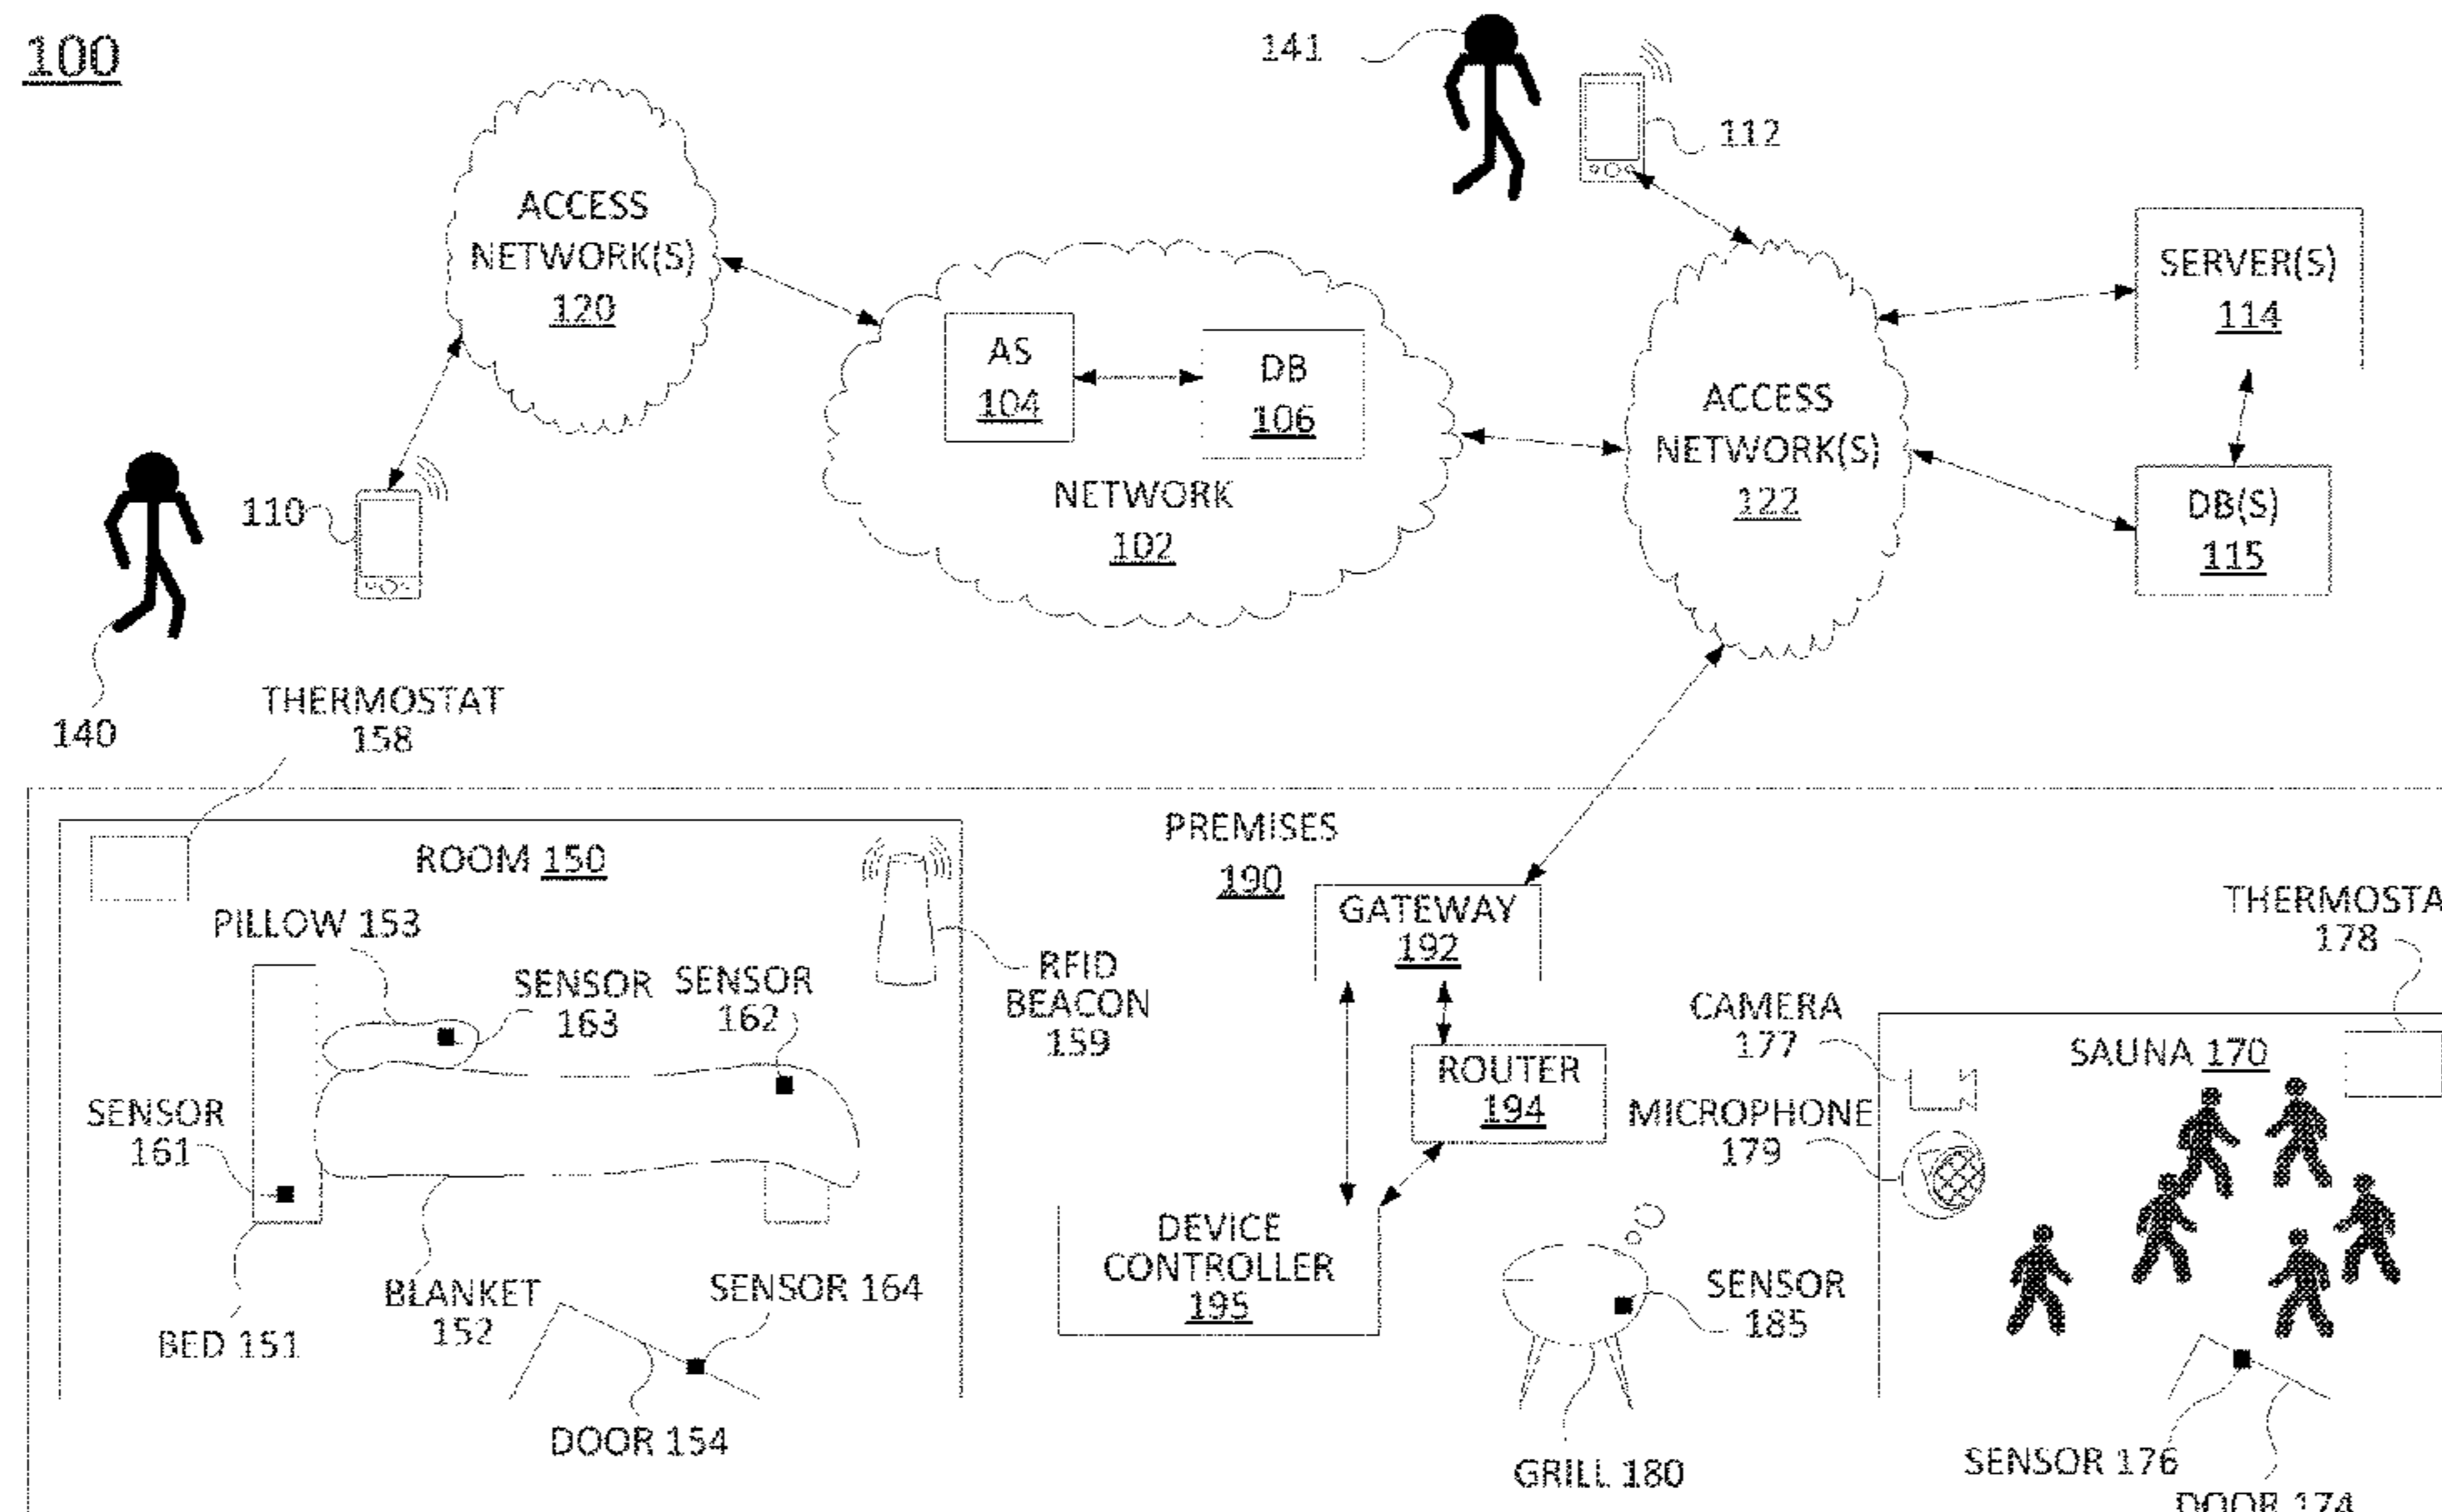 100
141
112
ACCESS
NETWORK(S)
120
SERVER(S)
114
AS
104
DB
106
NETWORK
102
ACCESS
NETWORK(S)
122
DB(S)
115
110
140
THERMOSTAT
158
PREMISES
190
ROOM 150
GATEWAY
192
THERMOSTA
178
PILLOW 153
SENSOR
163
SENSOR
162
RFID
BEACON
159
CAMERA
177
SAUNA 170
ROUTER
194
MICROPHONE
179
SENSOR
161
DEVICE
CONTROLLER
195
BLANKET
152
SENSOR 164
SENSOR
185
BED 151
DOOR 154
GRILL 180
SENSOR 176
DOOR 174